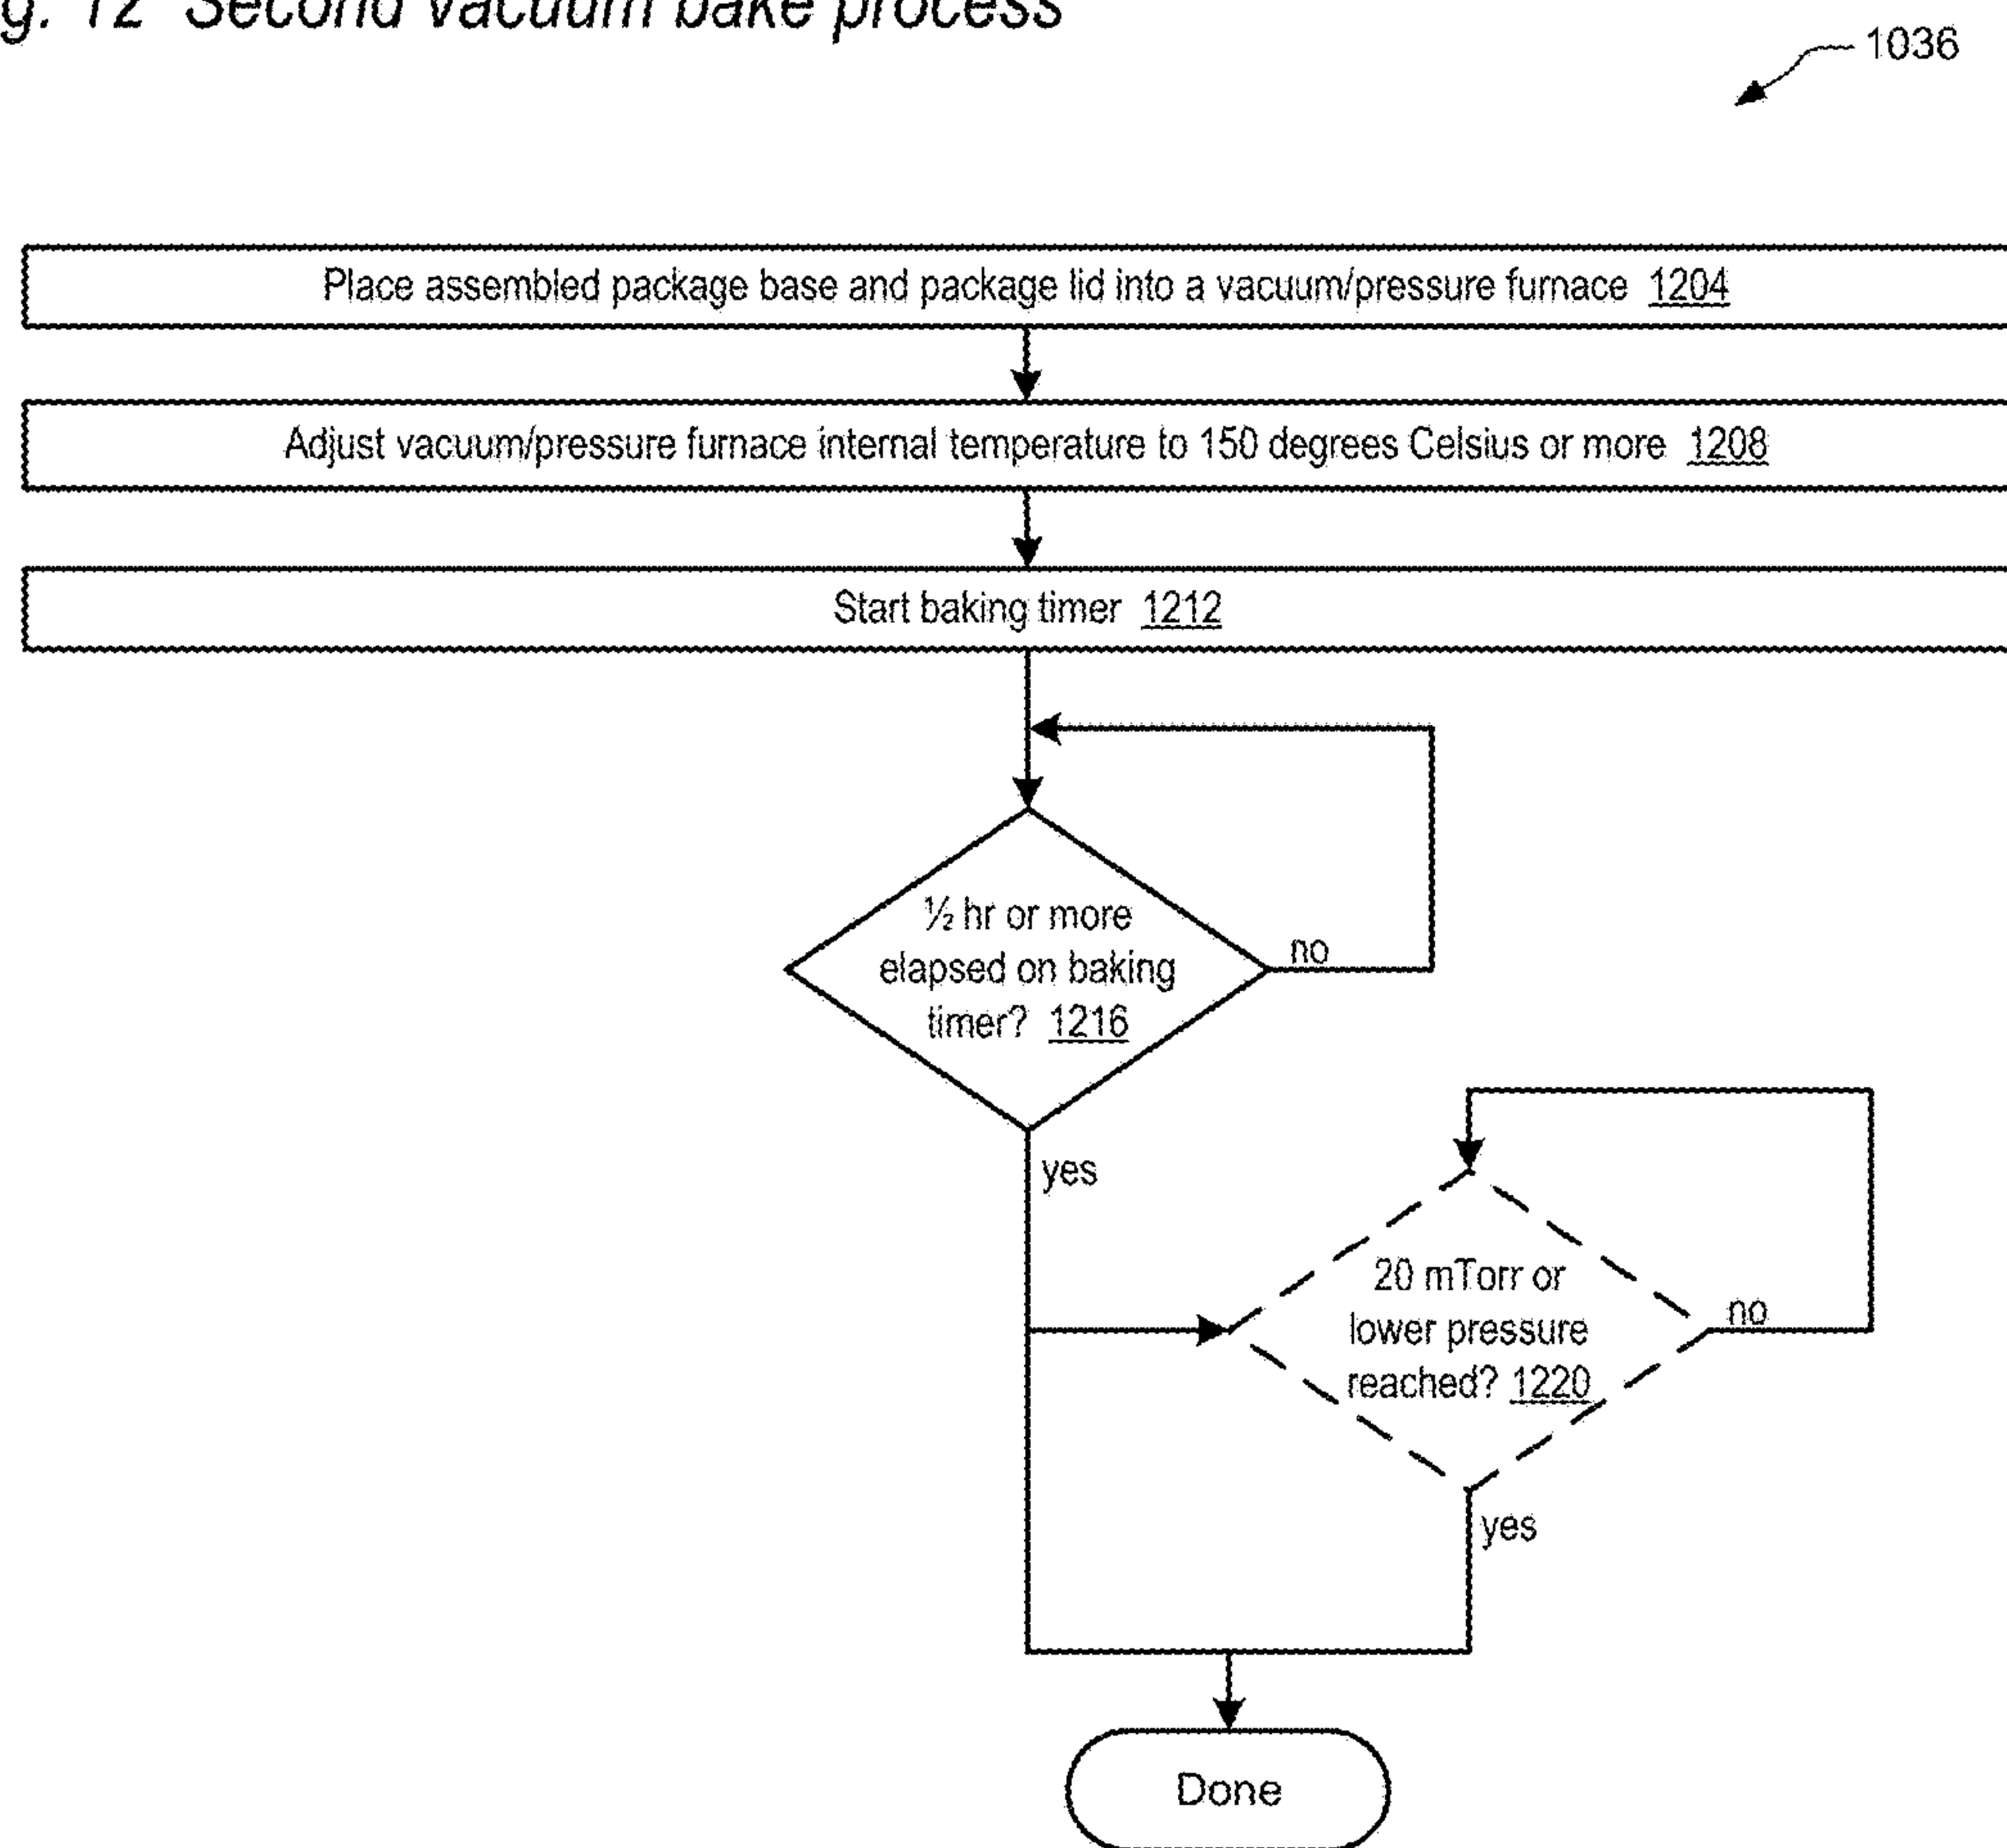 g. 12 Second vacuum bake process
1036
Place assembled package base and package lid into a vacuum/pressure furnace 1204
Adjust vacuum/pressure furnace internal temperature to 150 degrees Celsius or more 1208
Start baking timer 1212
½ hr or more
elapsed on baking
timer? 1216
no
yes
20 mTorr or
lower pressure
reached? 1220
no
yes
Done